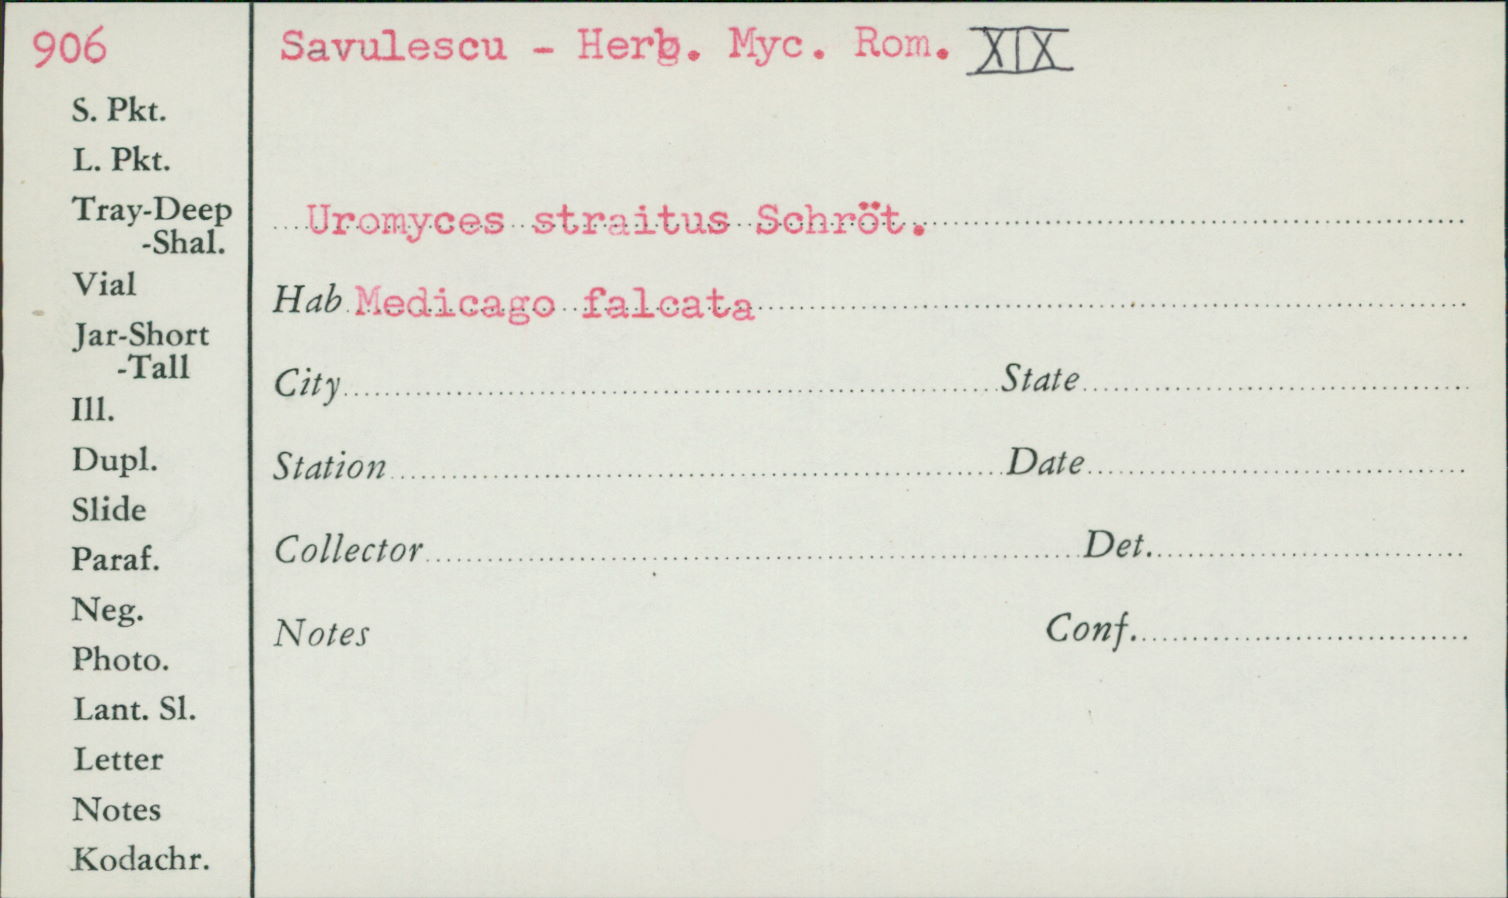 906
Savulescu - Herb. Myc. Rom. XIX
S. Pkt.
L. Pkt.
Tray-Deep
-Shal.
Vial
Jar-Short
-Tall
Ill.
Dupl.
Slide
Paraf.
Neg.
Photo.
Lant. Sl.
Letter
Notes
Kodachr.
Uromyces straitus Schröt.
Hab Medicago falcata
City State
Station Date
Collector Det.
Notes Conf.